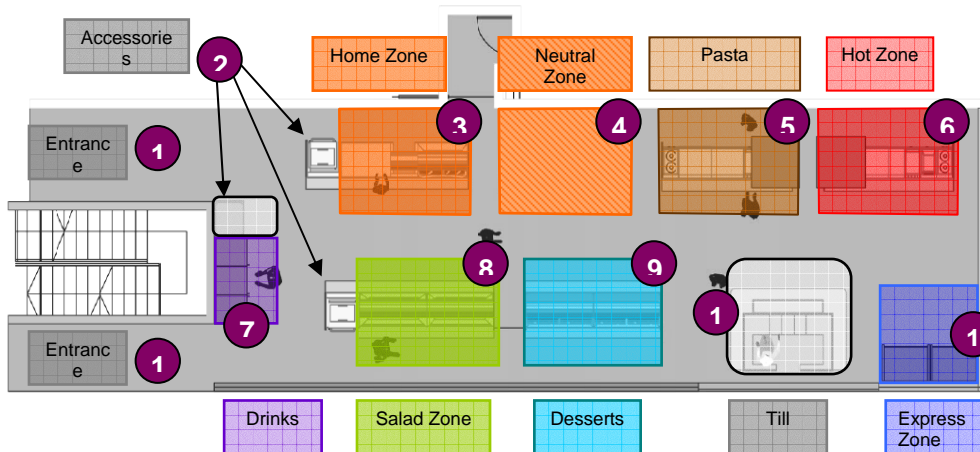 Accessorie
s
2
Home Zone
Neutral
Zone
Pasta
Hot Zone
Entranc
e
1
3
4
5
6
7
8
9
1
1
Entranc
e
1
Drinks
Salad Zone
Desserts
Till
Express
Zone